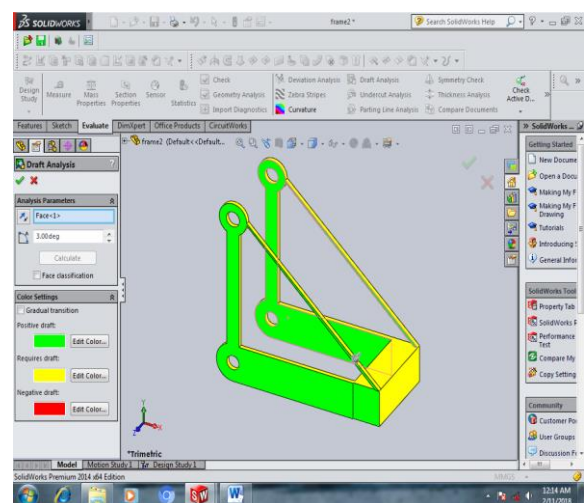 SOLIDWORKS
frame2 *
Search SolidWorks Help
Design Study
Measure
Mass Properties
Section Properties
Sensor
Statistics
Check
Geometry Analysis
Import Diagnostics
Deviation Analysis
Zebra Stripes
Curvature
Draft Analysis
Undercut Analysis
Parting Line Analysis
Symmetry Check
Thickness Analysis
Compare Documents
Check Active D...
Features
Sketch
Evaluate
DimXpert
Office Products
CircuitWorks
SolidWorks ...
frame2 (Default<<Default...
Draft Analysis
?
Analysis Parameters
Face<1>
3.00deg
Calculate
Face classification
Color Settings
Gradual transition
Positive draft:
Edit Color...
Requires draft:
Edit Color...
Negative draft:
Edit Color...
Y
X
*Trimetric
Getting Started
New Docume
Open a Docu
Making My F
Making My F
Drawing
Tutorials
Introducing S
General Infor
SolidWorks Tool
Property Tab
SolidWorks R
Performance
Test
Compare My
Copy Setting
Community
Customer Por
User Groups
Discussion Fo
Model
Motion Study 1
Design Study 1
SolidWorks Premium 2014 x64 Edition
MMGS
12:14 AM
2/11/2018